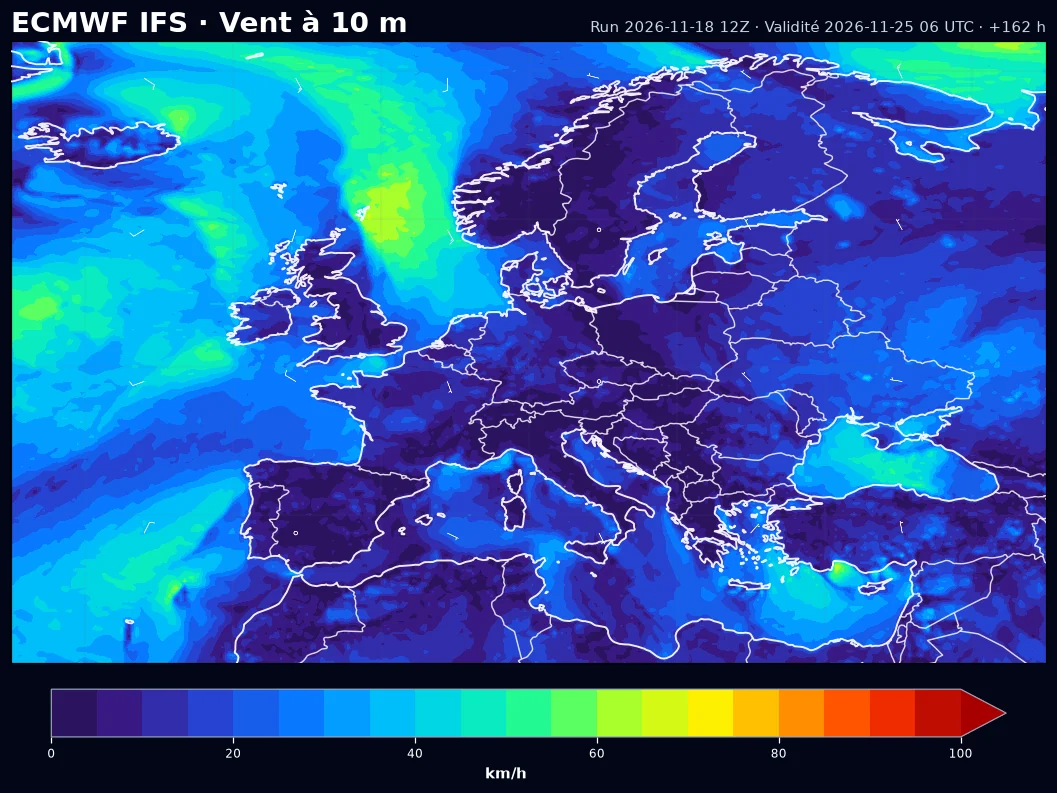 ECMWF IFS · Vent à 10 m
Run 2026-11-18 12Z · Validité 2026-11-25 06 UTC · +162 h
0 20 40 60 80 100
km/h